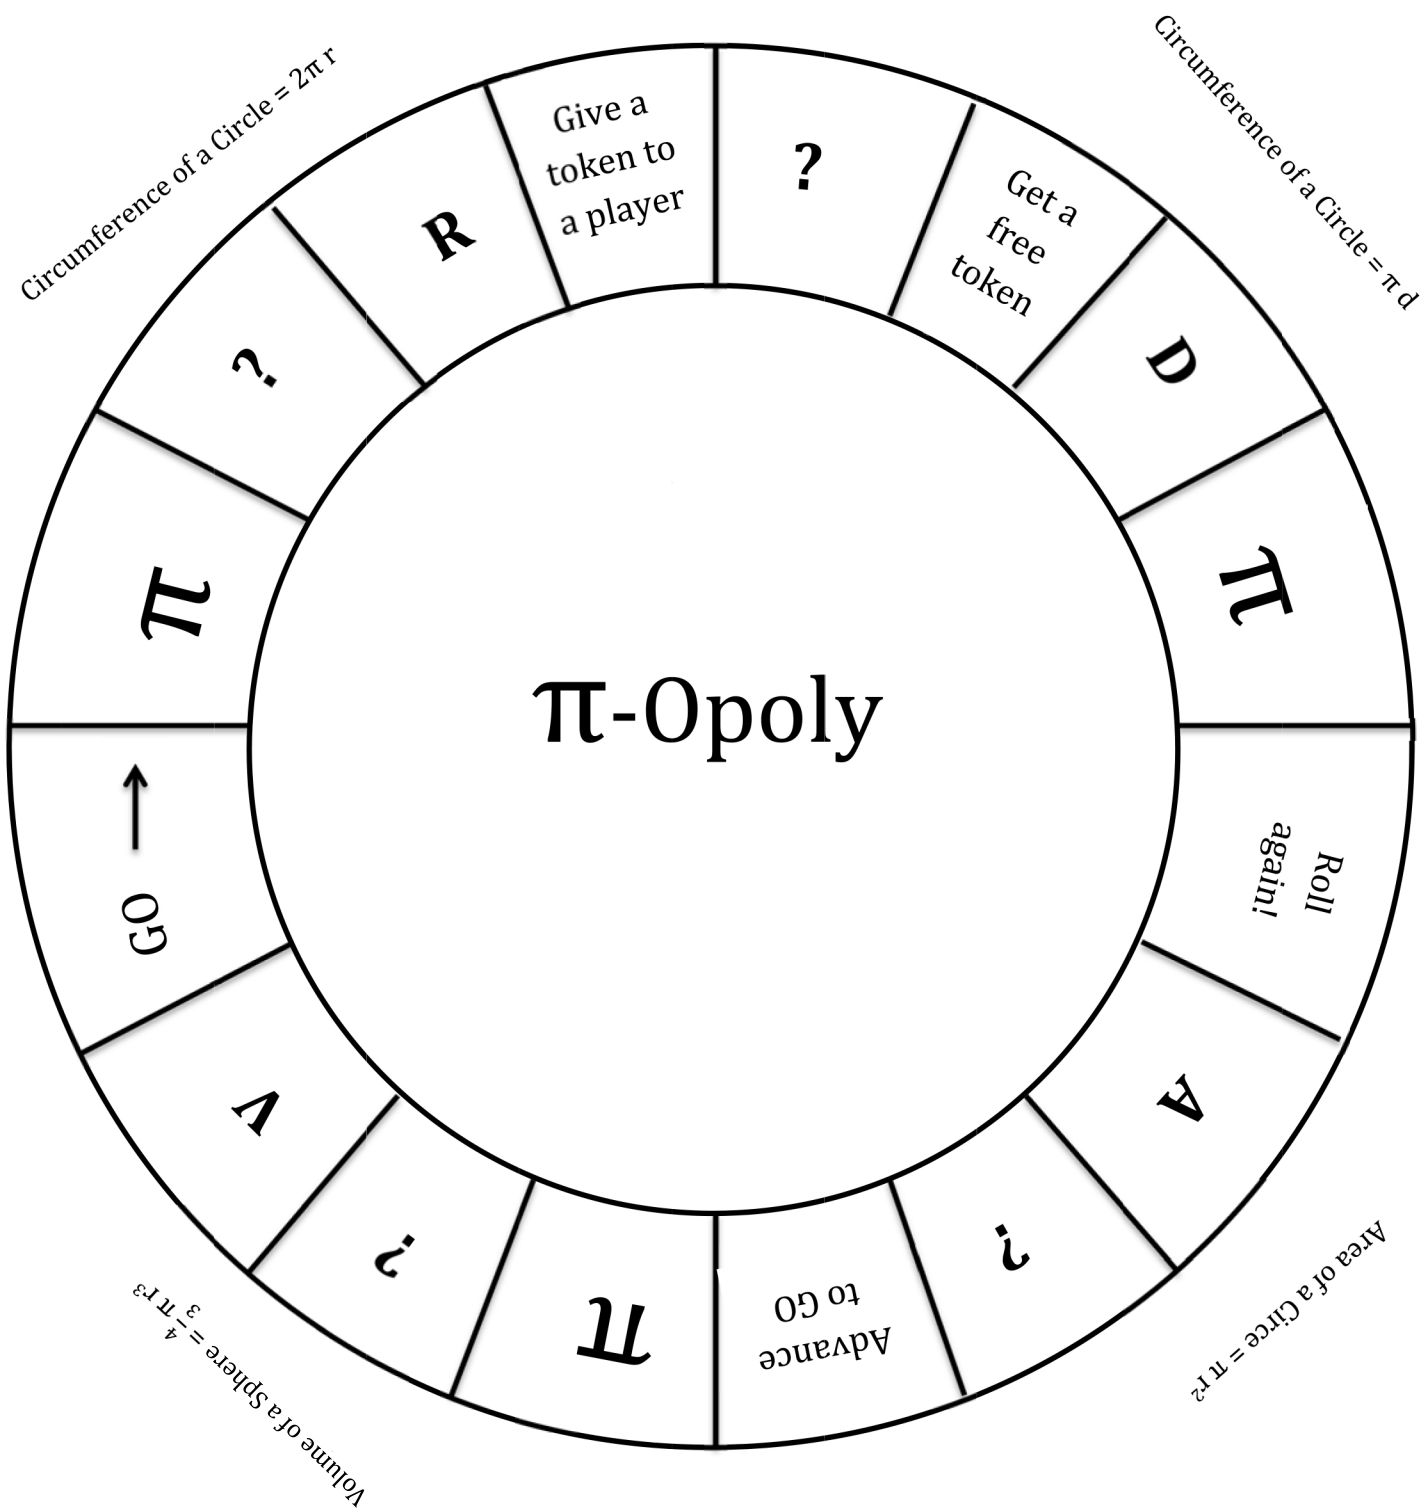 Circumference of a Circle = 2π r
Circumference of a Circle = π d
Give a
token to
a player
?
Get a
free
token
D
π
Roll
again!
A
?
Advance
to GO
π
?
V
GO
→
π
?
R
π-Opoly
Area of a Circe = π r²
Volume of a Sphere = 4/3 π r³